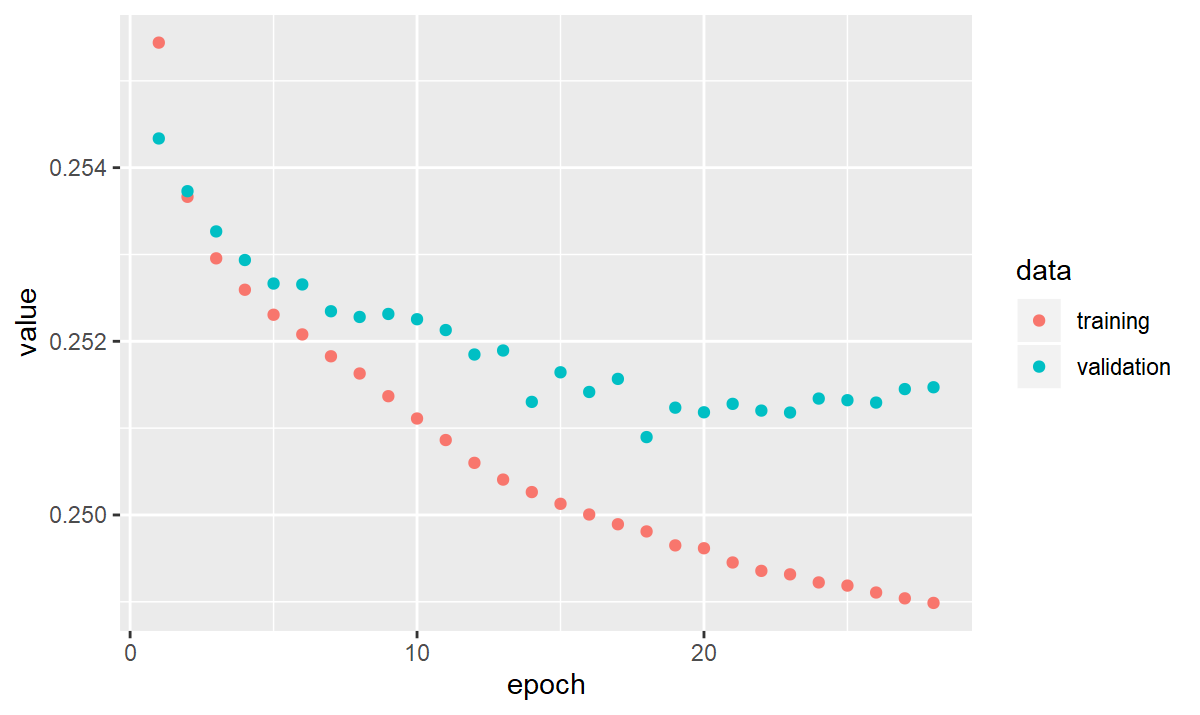 0.254
0.252
0.250
value
0
10
20
epoch
data
training
validation